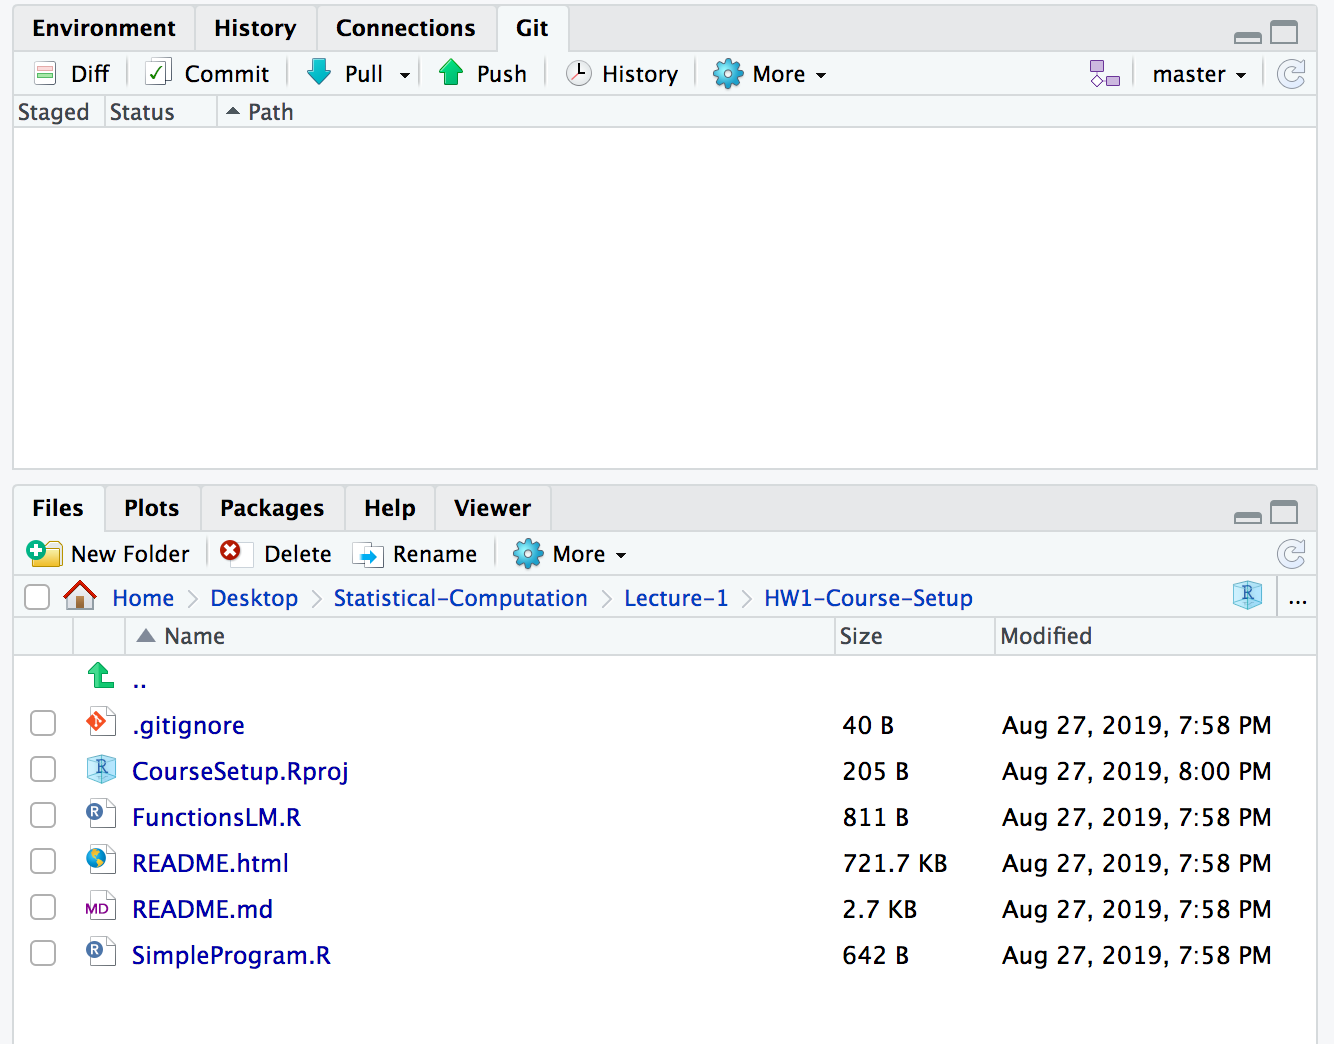 Environment History Connections Git
Diff Commit Pull Push History More master
Staged Status Path
Files Plots Packages Help Viewer
New Folder Delete Rename More
Home Desktop Statistical-Computation Lecture-1 HW1-Course-Setup R ...
Name Size Modified
..
.gitignore 40 B Aug 27, 2019, 7:58 PM
R CourseSetup.Rproj 205 B Aug 27, 2019, 8:00 PM
R FunctionsLM.R 811 B Aug 27, 2019, 7:58 PM
README.html 721.7 KB Aug 27, 2019, 7:58 PM
MD README.md 2.7 KB Aug 27, 2019, 7:58 PM
R SimpleProgram.R 642 B Aug 27, 2019, 7:58 PM